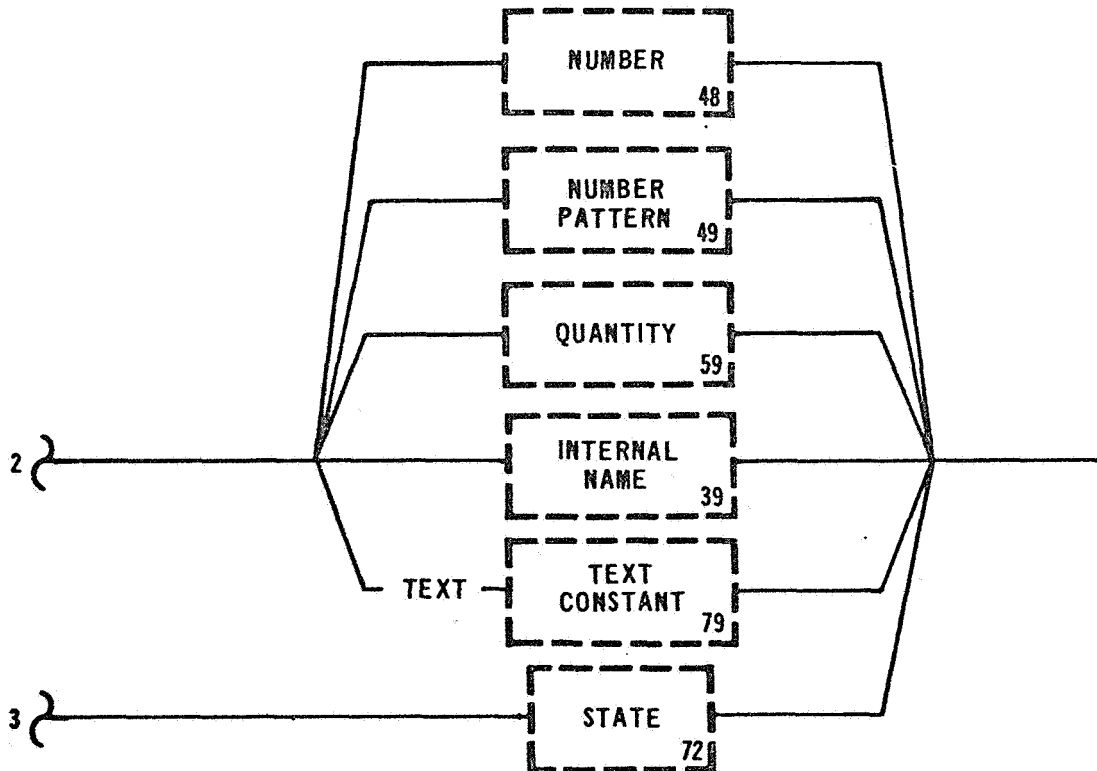 NUMBER
48
NUMBER
PATTERN
49
QUANTITY
59
2
INTERNAL
NAME
39
TEXT
TEXT
CONSTANT
79
3
STATE
72